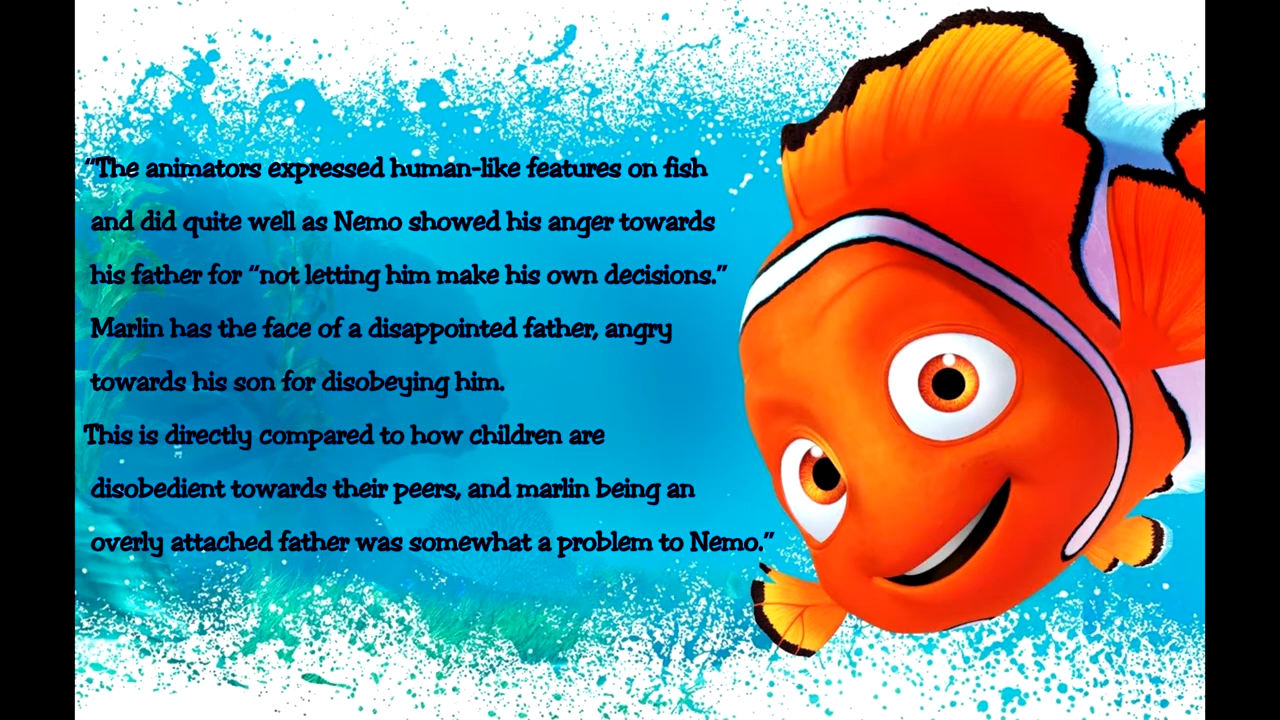 “The animators expressed human-like features on fish
and did quite well as Nemo showed his anger towards
his father for “not letting him make his own decisions.”
Marlin has the face of a disappointed father, angry
towards his son for disobeying him.
This is directly compared to how children are
disobedient towards their peers, and marlin being an
overly attached father was somewhat a problem to Nemo.”